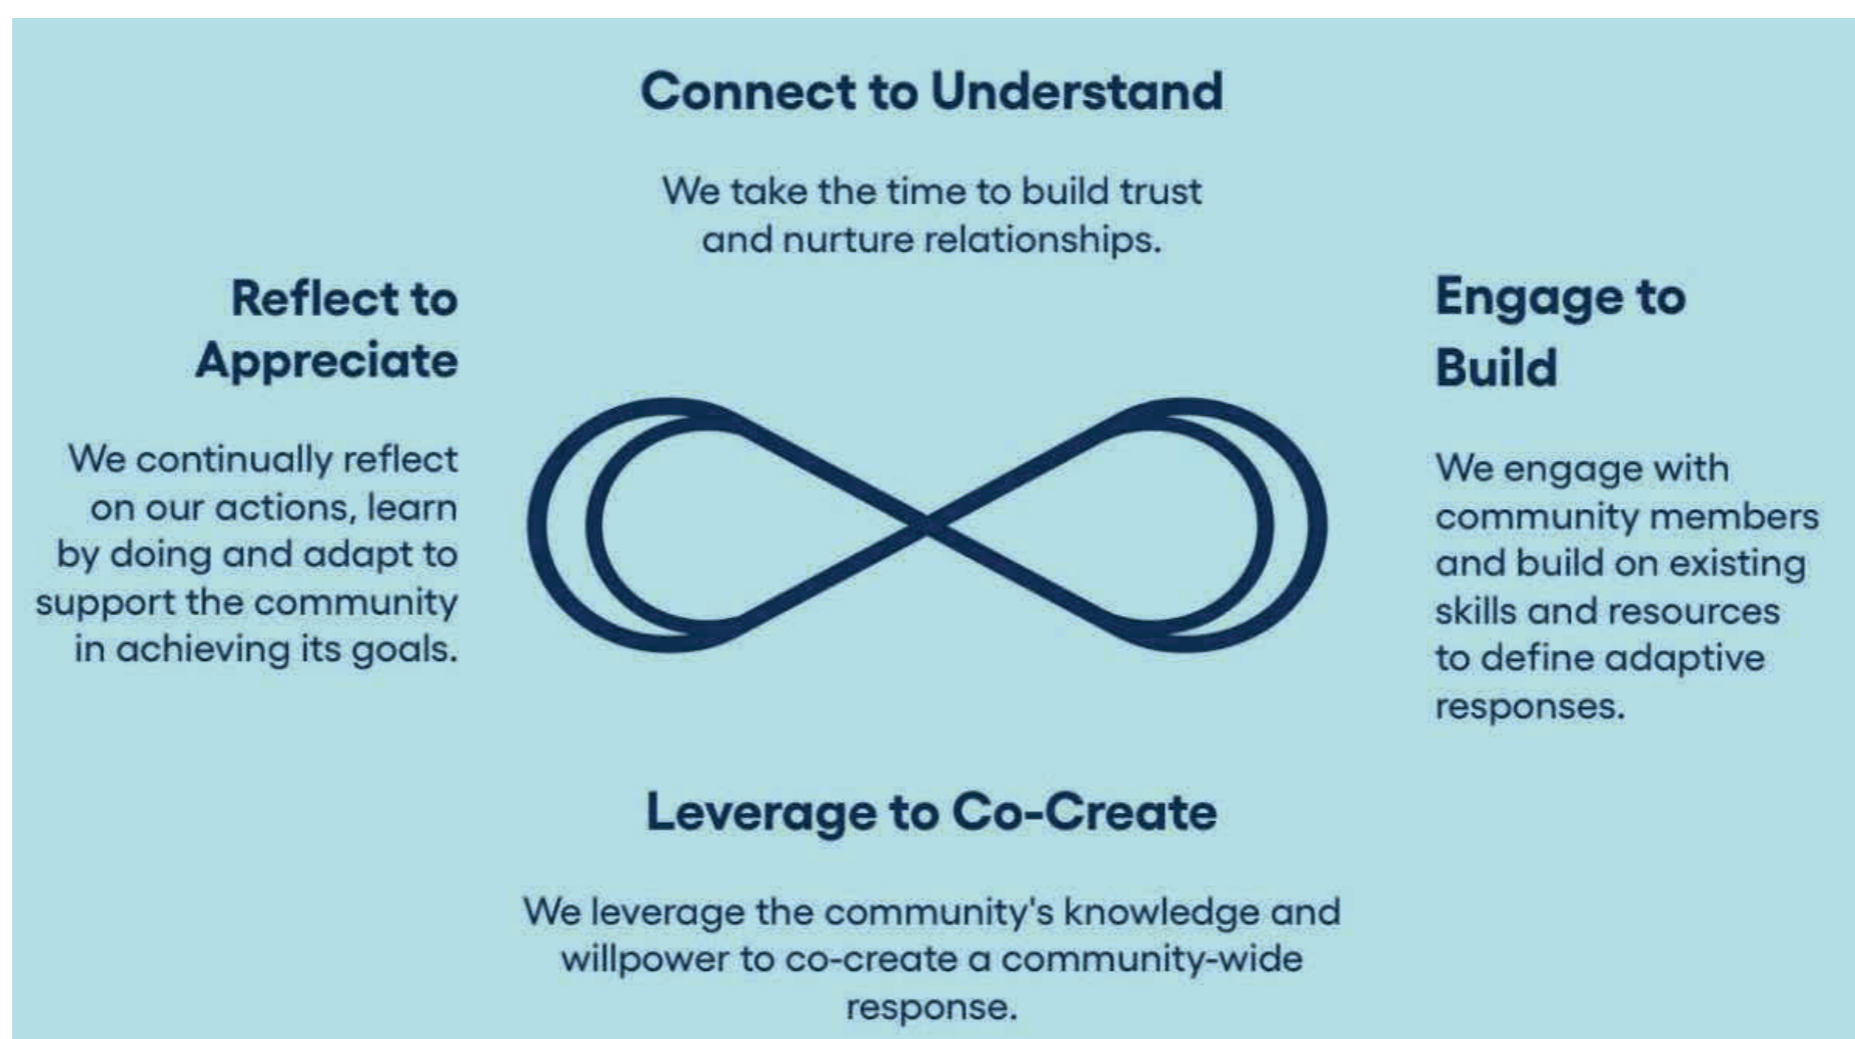 Connect to Understand
We take the time to build trust
and nurture relationships.
Reflect to
Appreciate
We continually reflect
on our actions, learn
by doing and adapt to
support the community
in achieving its goals.
Engage to
Build
We engage with
community members
and build on existing
skills and resources
to define adaptive
responses.
Leverage to Co-Create
We leverage the community's knowledge and
willpower to co-create a community-wide
response.